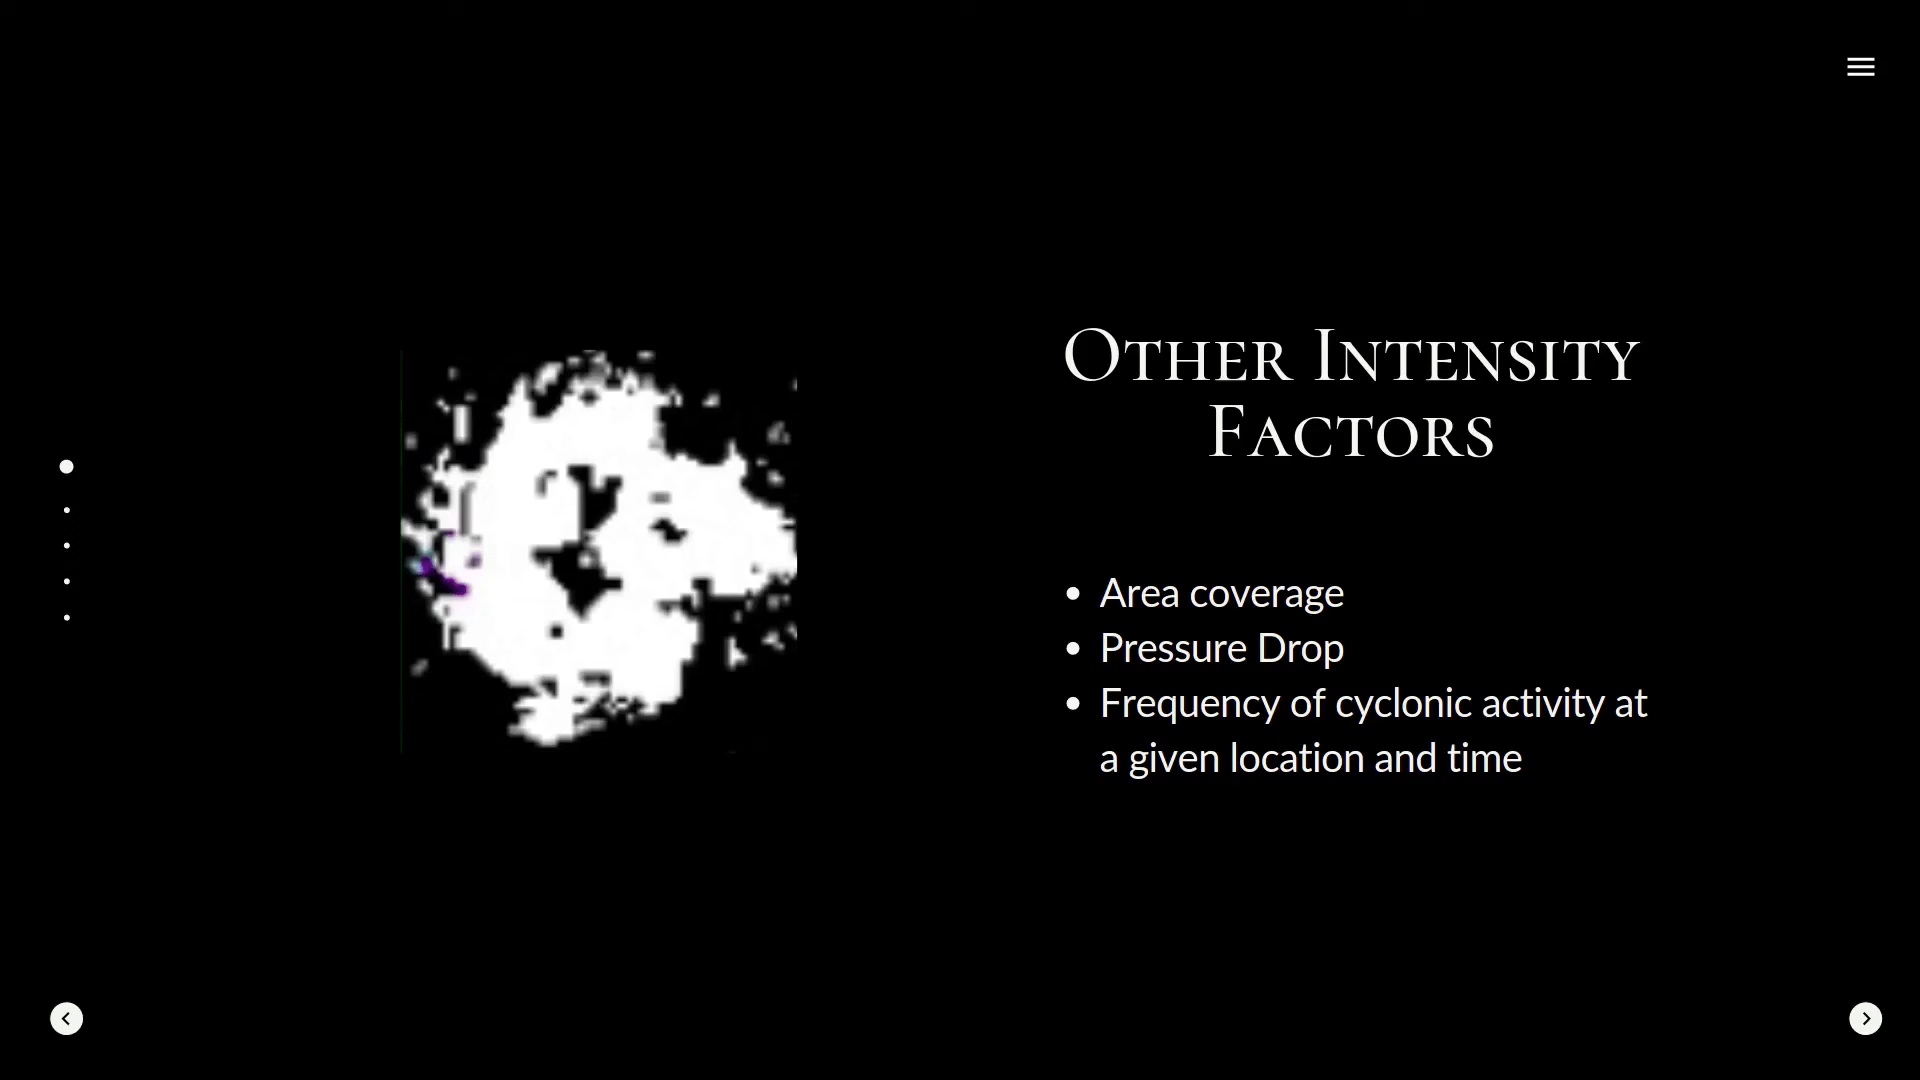 Other Intensity
Factors
• Area coverage
• Pressure Drop
• Frequency of cyclonic activity at
a given location and time